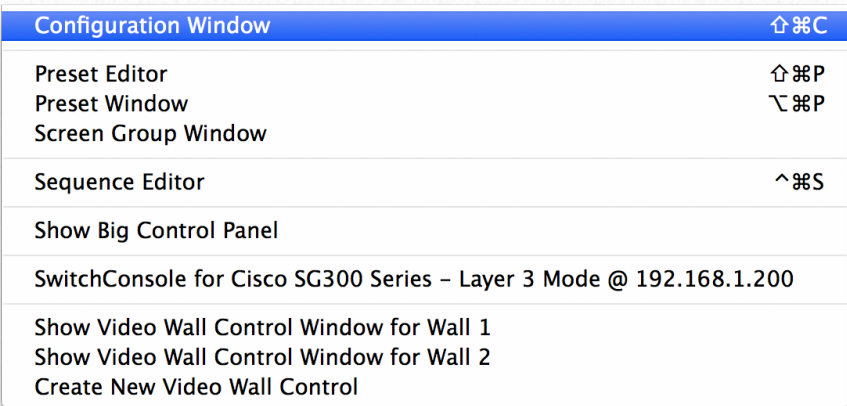 Configuration Window ⇧⌘C
Preset Editor ⇧⌘P
Preset Window ⌥⌘P
Screen Group Window
Sequence Editor ^⌘S
Show Big Control Panel
SwitchConsole for Cisco SG300 Series – Layer 3 Mode @ 192.168.1.200
Show Video Wall Control Window for Wall 1
Show Video Wall Control Window for Wall 2
Create New Video Wall Control